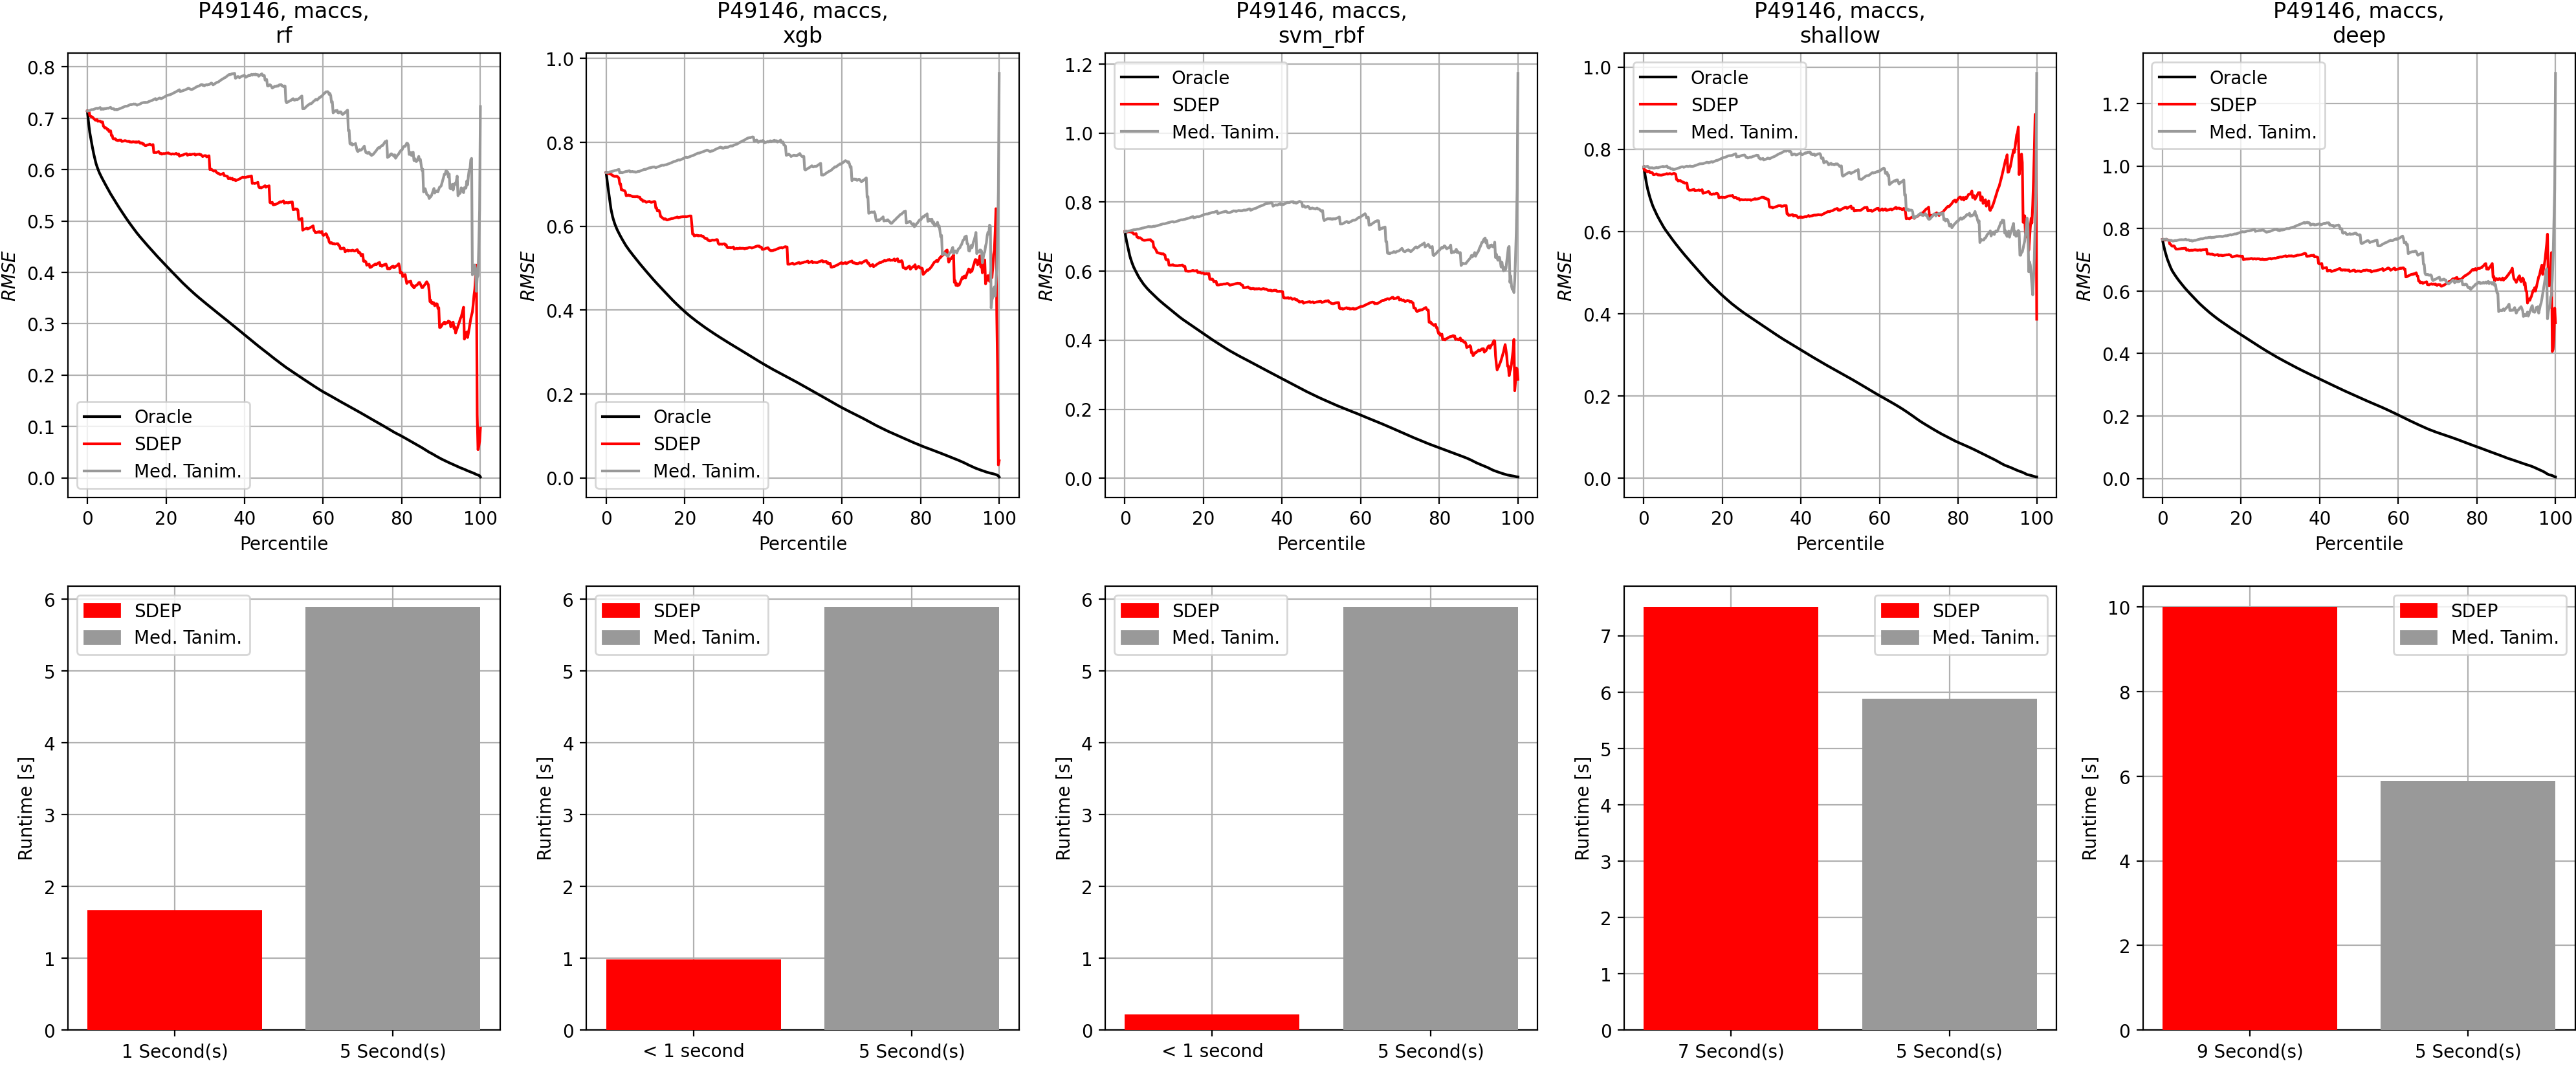 P49146, maccs,
rf
0.8
0.7
0.6
0.5
0.4
0.3
0.2
0.1
0.0
RMSE
Oracle
SDEP
Med. Tanim.
0 20 40 60 80 100
Percentile
P49146, maccs,
xgb
1.0
0.8
0.6
0.4
0.2
0.0
RMSE
Oracle
SDEP
Med. Tanim.
0 20 40 60 80 100
Percentile
P49146, maccs,
svm_rbf
1.2
1.0
0.8
0.6
0.4
0.2
0.0
RMSE
Oracle
SDEP
Med. Tanim.
0 20 40 60 80 100
Percentile
P49146, maccs,
shallow
1.0
0.8
0.6
0.4
0.2
0.0
RMSE
Oracle
SDEP
Med. Tanim.
0 20 40 60 80 100
Percentile
P49146, maccs,
deep
1.2
1.0
0.8
0.6
0.4
0.2
0.0
RMSE
Oracle
SDEP
Med. Tanim.
0 20 40 60 80 100
Percentile
6
5
4
3
2
1
0
Runtime [s]
SDEP
Med. Tanim.
1 Second(s) 5 Second(s)
6
5
4
3
2
1
0
Runtime [s]
SDEP
Med. Tanim.
< 1 second 5 Second(s)
6
5
4
3
2
1
0
Runtime [s]
SDEP
Med. Tanim.
< 1 second 5 Second(s)
7
6
5
4
3
2
1
0
Runtime [s]
SDEP
Med. Tanim.
7 Second(s) 5 Second(s)
10
8
6
4
2
0
Runtime [s]
SDEP
Med. Tanim.
9 Second(s) 5 Second(s)